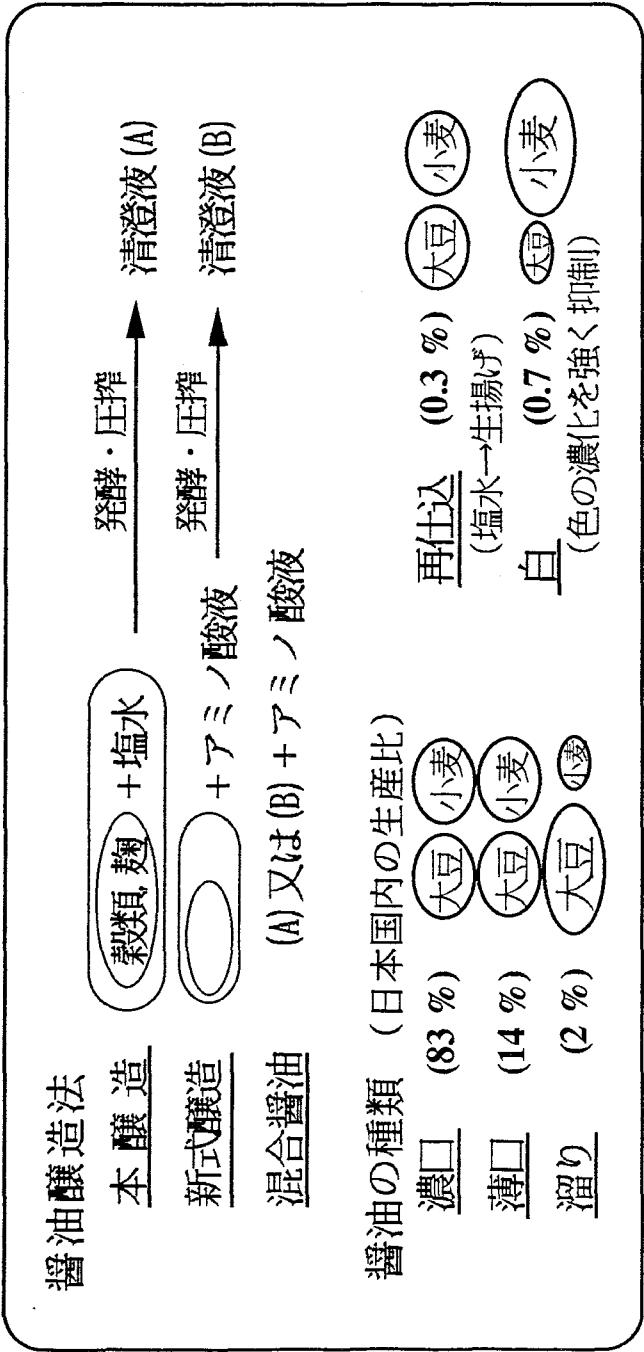 醤油醸造法
本醸造 穀類, 麹 +塩水 発酵・圧搾 清澄液 (A)
新式醸造 +アミノ酸液 発酵・圧搾 清澄液 (B)
混合醤油 (A) 又は (B) +アミノ酸液
醤油の種類 (日本国内の生産比)
濃口 (83 %) 大豆 小麦
薄口 (14 %) 大豆 小麦
溜り (2 %) 大豆 小麦
再仕込 (0.3 %) 大豆 小麦
(塩水→生揚げ)
白 (0.7 %) 大豆 小麦
(色の濃化を強く抑制)